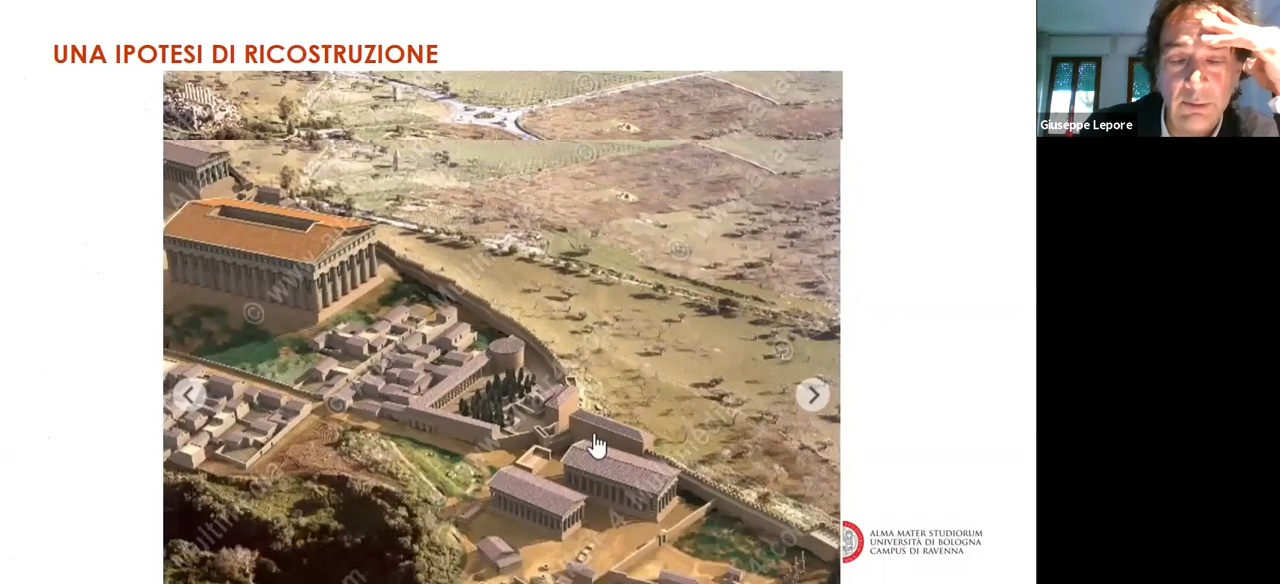 UNA IPOTESI DI RICOSTRUZIONE
Giuseppe Lepore
ALMA MATER STUDIORUM
UNIVERSITÀ DI BOLOGNA
CAMPUS DI RAVENNA